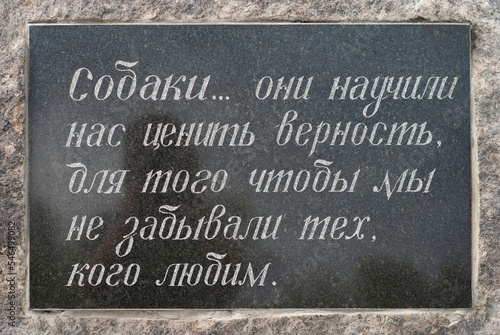 Собаки... они научили
нас ценить верность,
для того чтобы мы
не забывали тех,
кого любим.